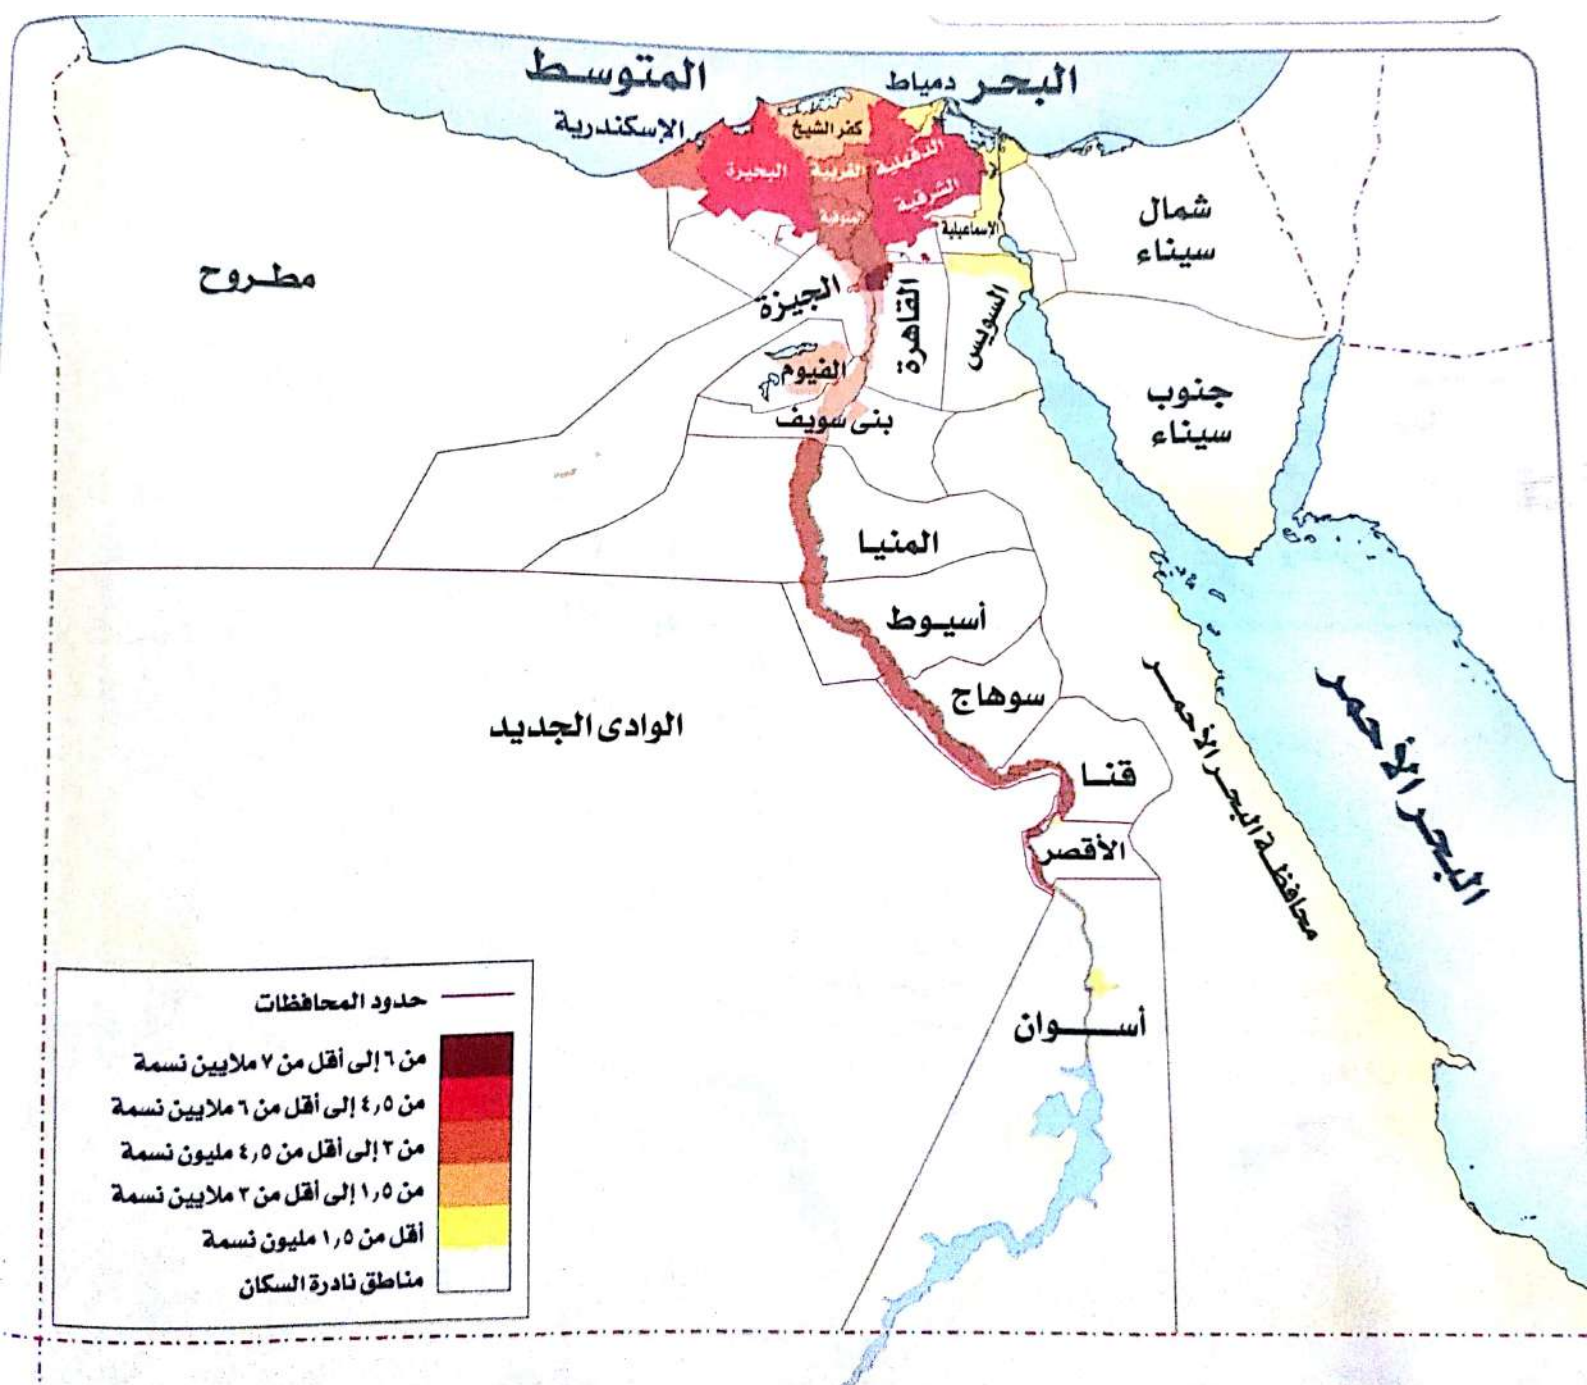 البحر المتوسط
دمياط
الإسكندرية
كفر الشيخ
الدقهلية
البحيرة
الغربية
الشرقية
المنوفية
الإسماعيلية
شمال
سيناء
مطروح
الجيزة
القاهرة
السويس
الفيوم
جنوب
سيناء
بنى سويف
المنيا
أسيوط
سوهاج
الوادى الجديد
قنا
الأقصر
محافظة البحر الأحمر
البحر الأحمر
أسوان
حدود المحافظات
من ٦ إلى أقل من ٧ ملايين نسمة
من ٤,٥ إلى أقل من ٦ ملايين نسمة
من ٣ إلى أقل من ٤,٥ مليون نسمة
من ١,٥ إلى أقل من ٣ ملايين نسمة
أقل من ١,٥ مليون نسمة
مناطق نادرة السكان